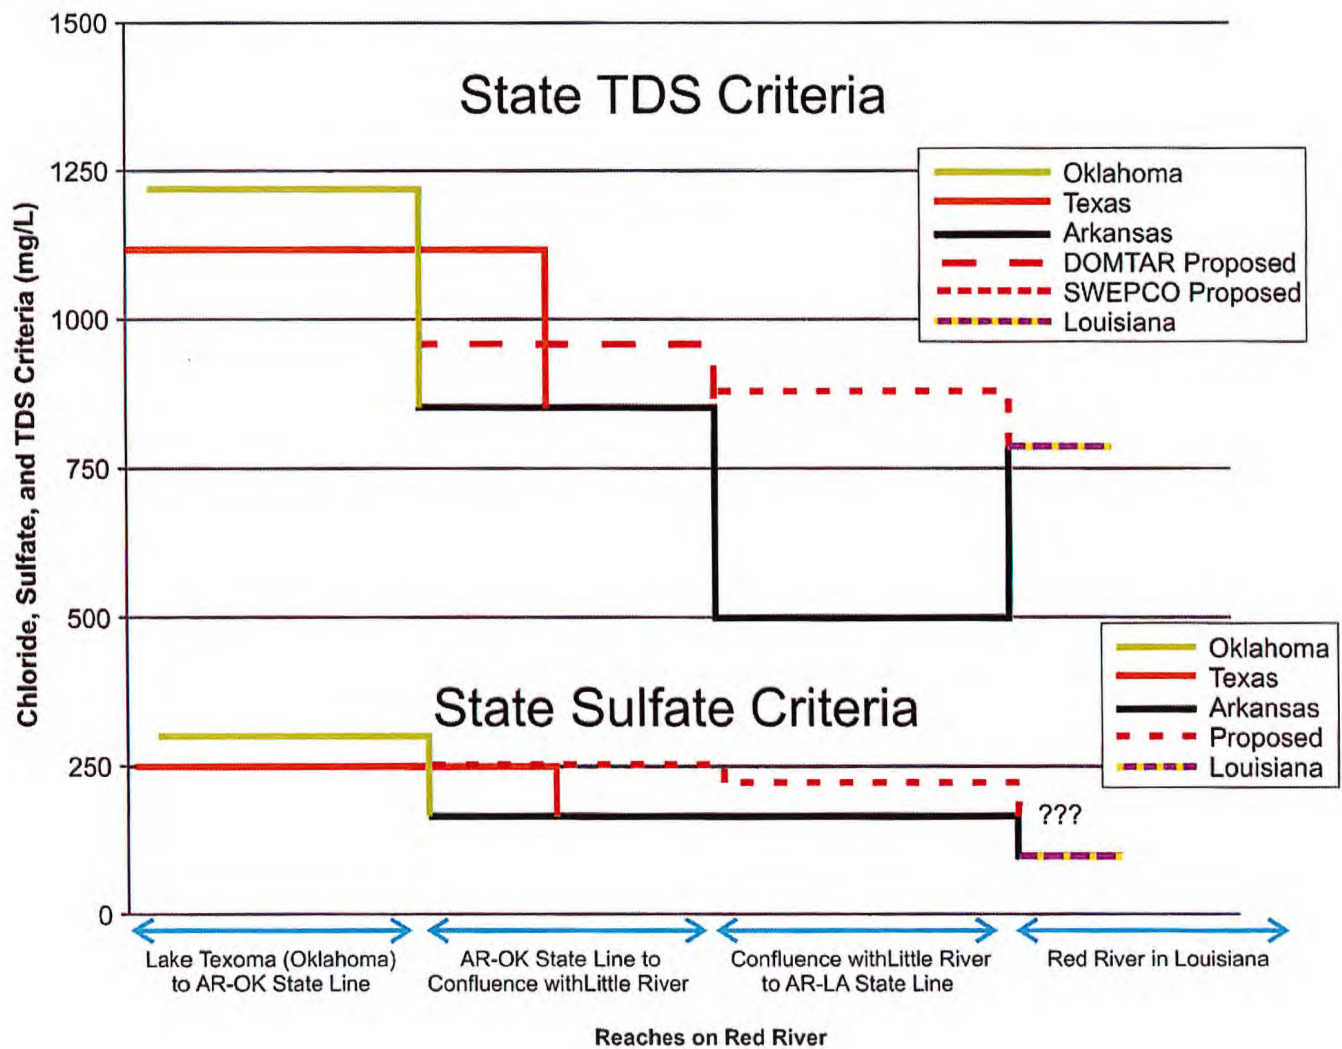 1500
State TDS Criteria
1250
Oklahoma
Texas
Arkansas
DOMTAR Proposed
SWEPCO Proposed
Louisiana
1000
750
500
Chloride, Sulfate, and TDS Criteria (mg/L)
State Sulfate Criteria
Oklahoma
Texas
Arkansas
Proposed
Louisiana
250
???
0
Lake Texoma (Oklahoma)
to AR-OK State Line
AR-OK State Line to
Confluence withLittle River
Confluence withLittle River
to AR-LA State Line
Red River in Louisiana
Reaches on Red River